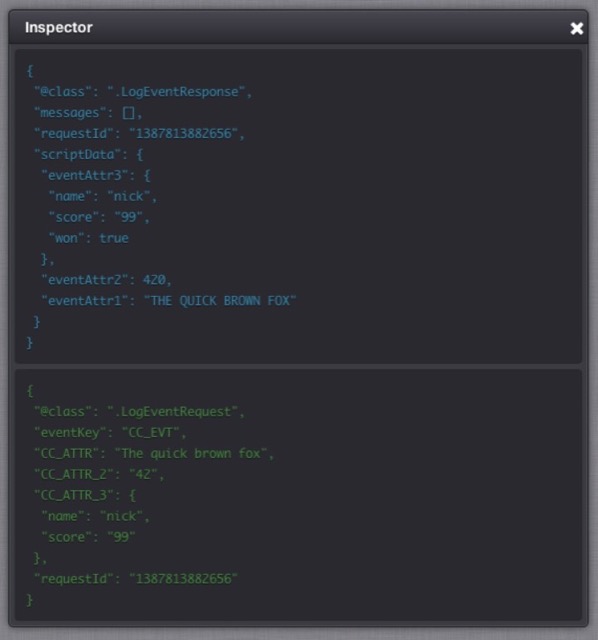 Inspector
{
"@class": ".LogEventResponse",
"messages": [],
"requestId": "1387813882656",
"scriptData": {
"eventAttr3": {
"name": "nick",
"score": "99",
"won": true
},
"eventAttr2": 420,
"eventAttr1": "THE QUICK BROWN FOX"
}
}
{
"@class": ".LogEventRequest",
"eventKey": "CC_EVT",
"CC_ATTR": "The quick brown fox",
"CC_ATTR_2": "42",
"CC_ATTR_3": {
"name": "nick",
"score": "99"
},
"requestId": "1387813882656"
}